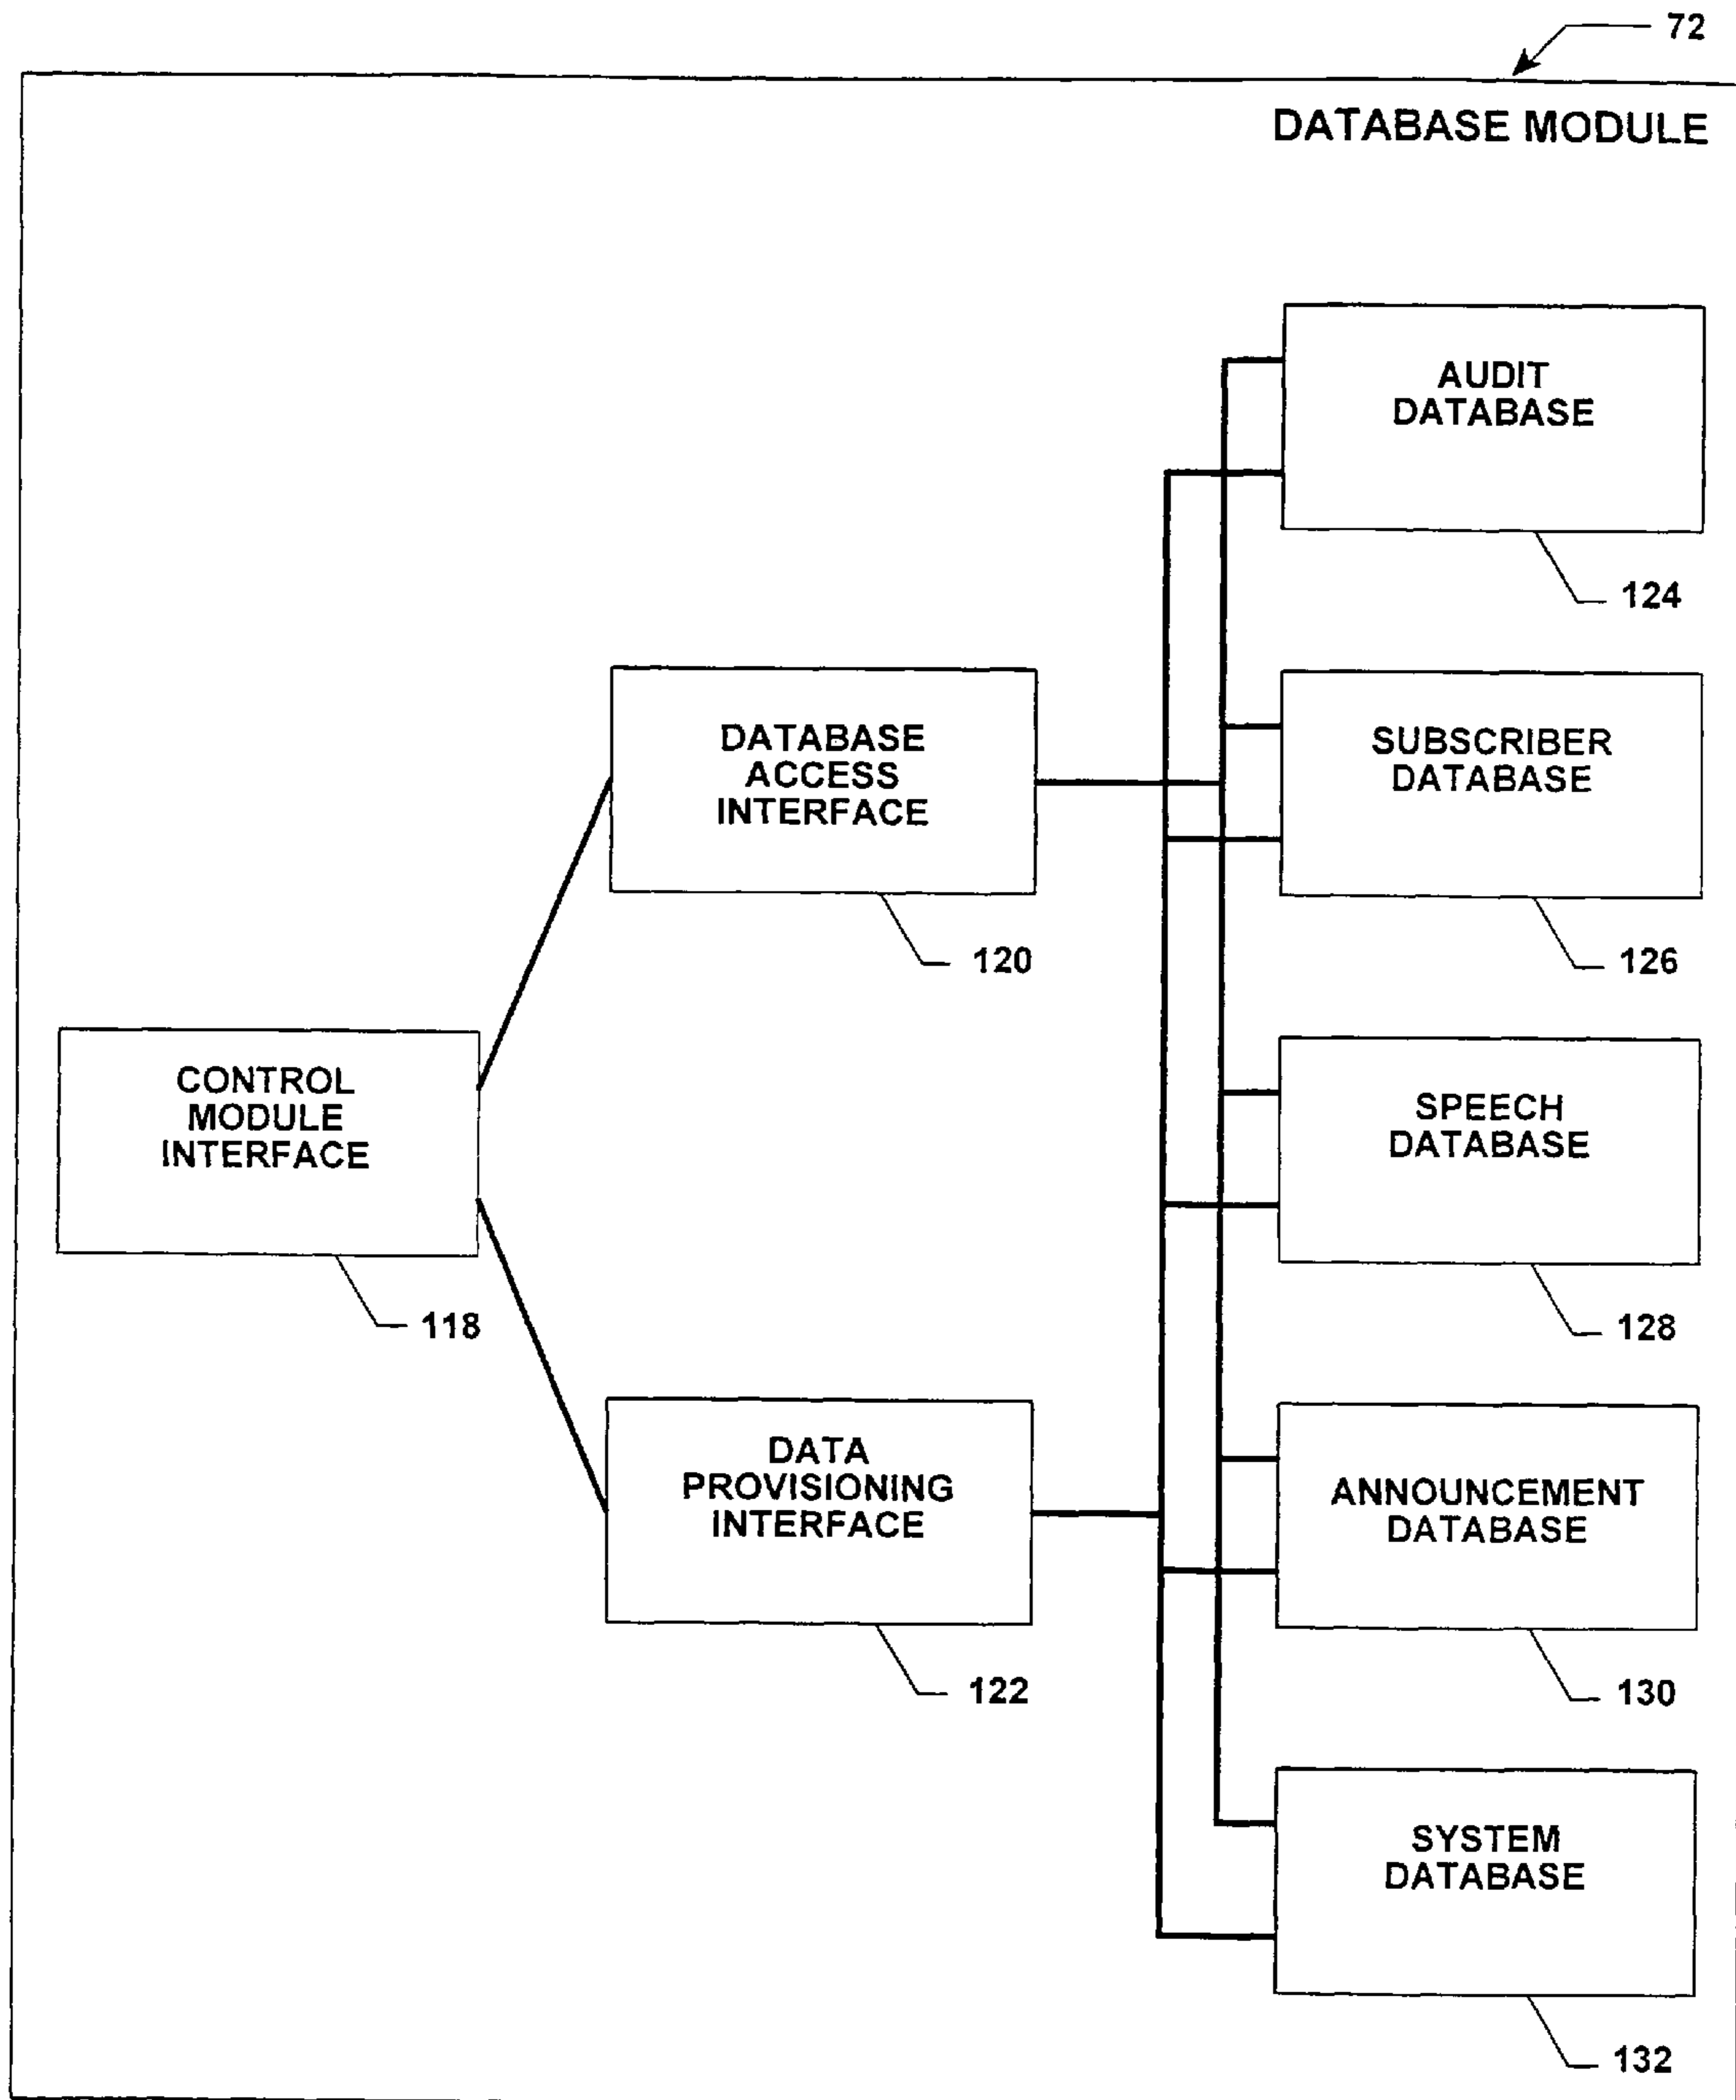 72
DATABASE MODULE
AUDIT
DATABASE
124
DATABASE
ACCESS
INTERFACE
120
SUBSCRIBER
DATABASE
126
CONTROL
MODULE
INTERFACE
118
SPEECH
DATABASE
128
DATA
PROVISIONING
INTERFACE
122
ANNOUNCEMENT
DATABASE
130
SYSTEM
DATABASE
132